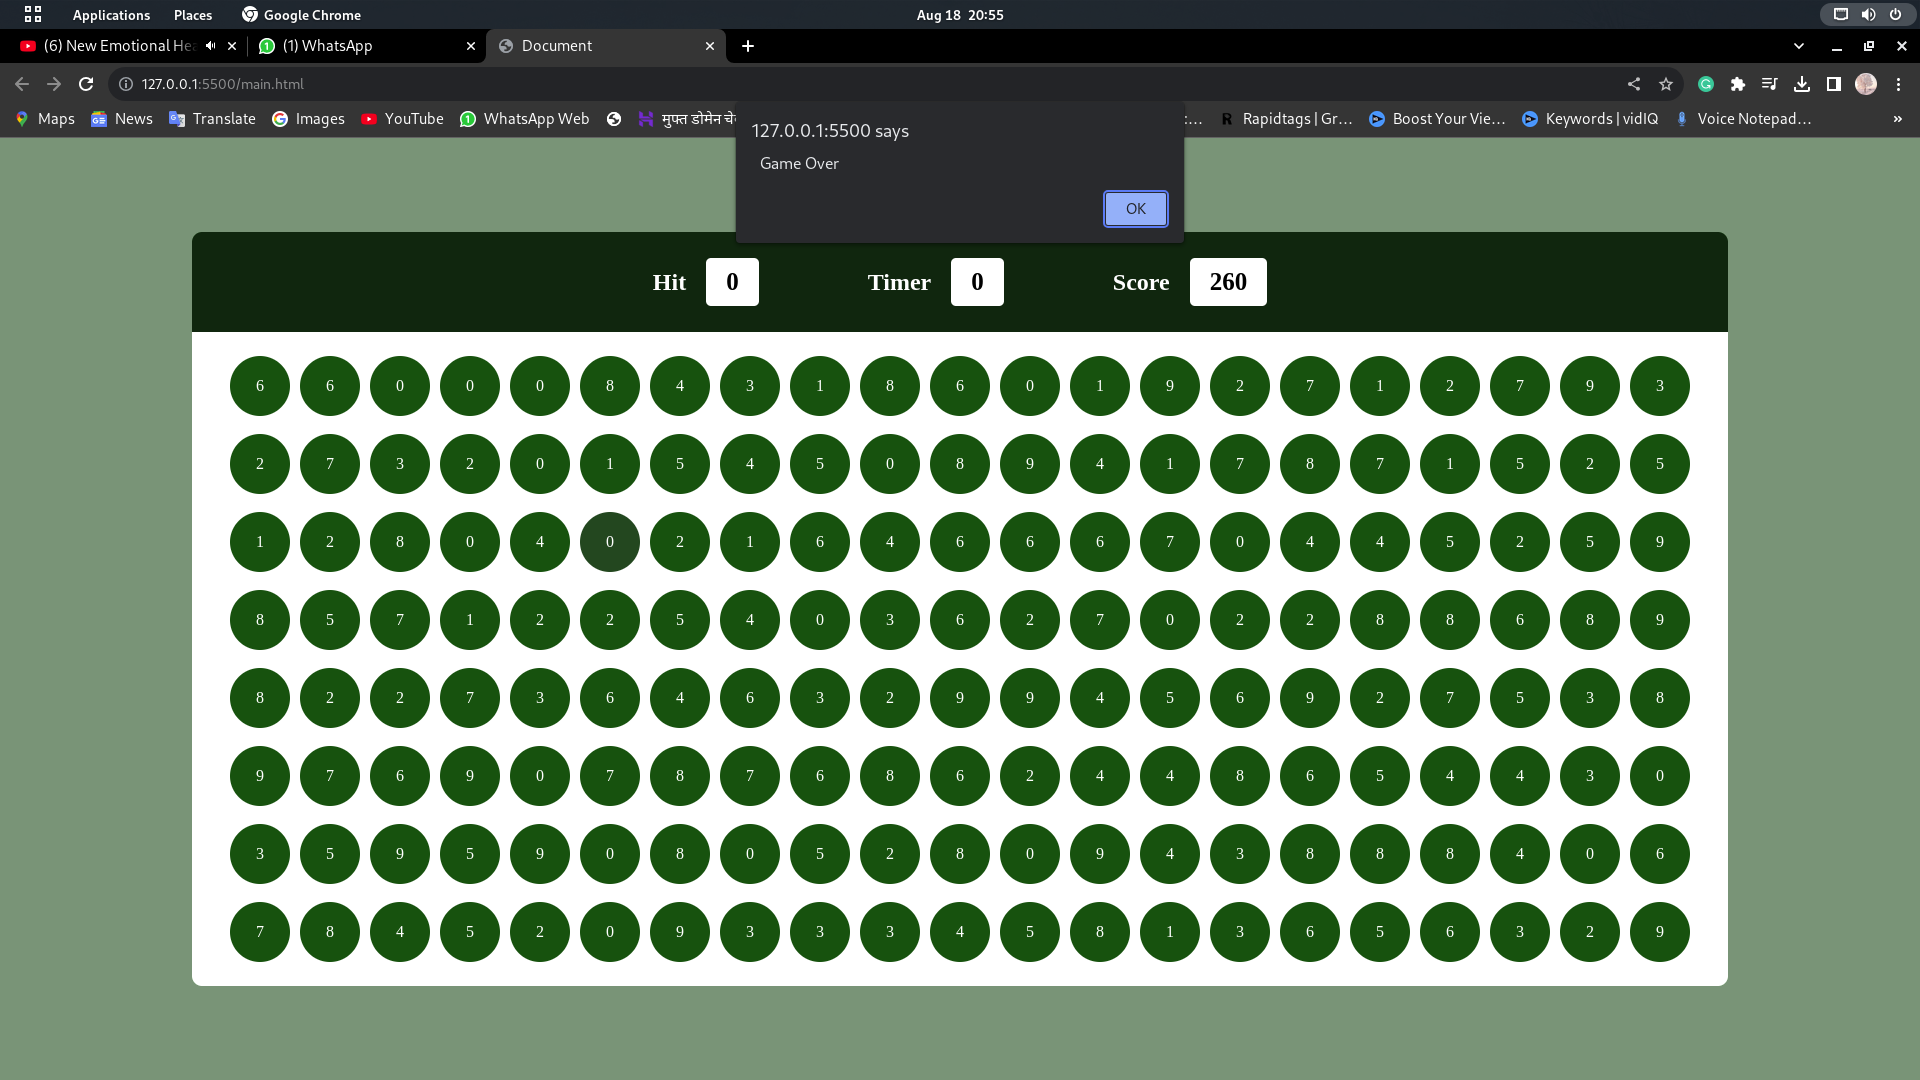 Applications Places Google Chrome Aug 18 20:55
(6) New Emotional Hea (1) WhatsApp Document
127.0.0.1:5500/main.html
Maps News Translate Images YouTube WhatsApp Web मुफ्त डोमेन Rapidtags | Gr... Boost Your Vie... Keywords | vidIQ Voice Notepad...
127.0.0.1:5500 says
Game Over
OK
Hit 0 Timer 0 Score 260
6 6 0 0 0 8 4 3 1 8 6 0 1 9 2 7 1 2 7 9 3
2 7 3 2 0 1 5 4 5 0 8 9 4 1 7 8 7 1 5 2 5
1 2 8 0 4 0 2 1 6 4 6 6 6 7 0 4 4 5 2 5 9
8 5 7 1 2 2 5 4 0 3 6 2 7 0 2 2 8 8 6 8 9
8 2 2 7 3 6 4 6 3 2 9 9 4 5 6 9 2 7 5 3 8
9 7 6 9 0 7 8 7 6 8 6 2 4 4 8 6 5 4 4 3 0
3 5 9 5 9 0 8 0 5 2 8 0 9 4 3 8 8 8 4 0 6
7 8 4 5 2 0 9 3 3 3 4 5 8 1 3 6 5 6 3 2 9